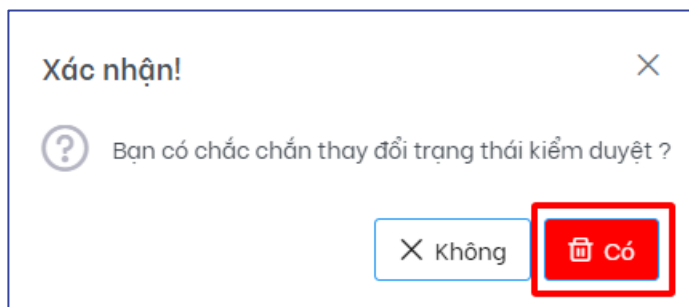 Xác nhận!
Bạn có chắc chắn thay đổi trạng thái kiểm duyệt ?
Không Có